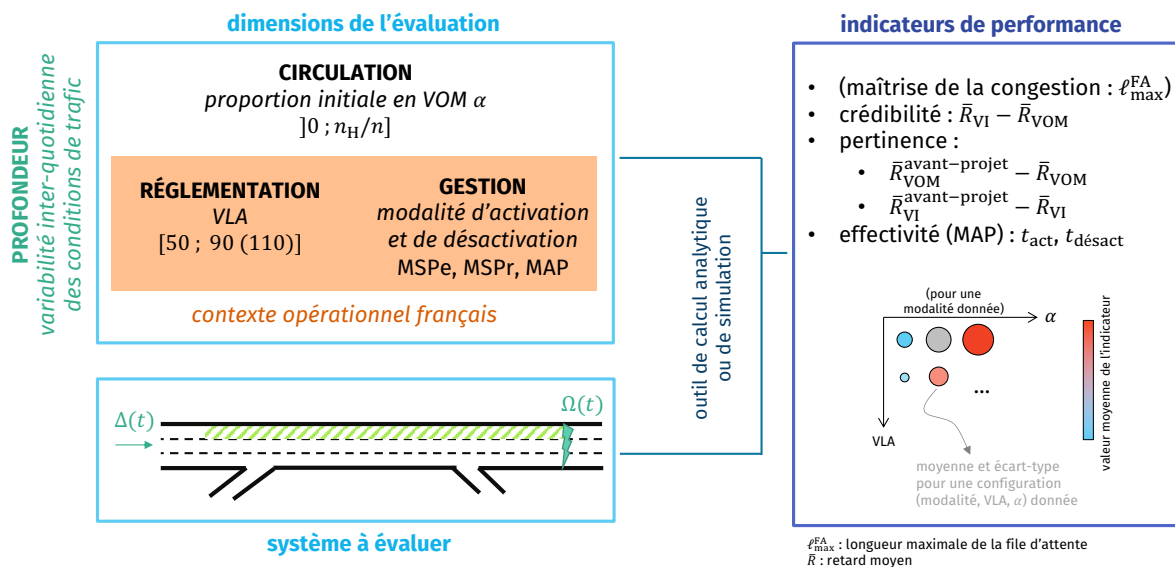 dimensions de l'évaluation
PROFONDEUR
variabilité inter-quotidienne
des conditions de trafic
CIRCULATION
proportion initiale en VOM α
]0 ; n_H/n]
RÉGLEMENTATION
VLA
[50 ; 90 (110)]
GESTION
modalité d'activation
et de désactivation
MSPe, MSPr, MAP
contexte opérationnel français
Δ(t)
Ω(t)
système à évaluer
outil de calcul analytique
ou de simulation
indicateurs de performance
• (maîtrise de la congestion : ℓ_max^FA)
• crédibilité : R̄_VI − R̄_VOM
• pertinence :
• R̄_VOM^avant−projet − R̄_VOM
• R̄_VI^avant−projet − R̄_VI
• effectivité (MAP) : t_act, t_désact
(pour une
modalité donnée)
α
VLA
...
moyenne et écart-type
pour une configuration
(modalité, VLA, α) donnée
valeur moyenne de l'indicateur
ℓ_max^FA : longueur maximale de la file d'attente
R̄ : retard moyen